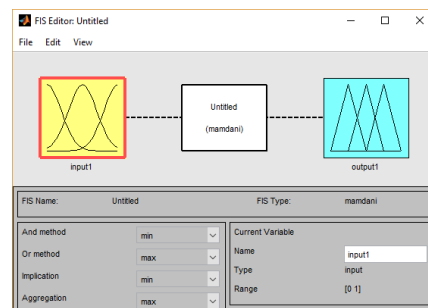 FIS Editor: Untitled
File Edit View
Untitled
(mamdani)
input1
output1
FIS Name: Untitled FIS Type: mamdani
And method min
Or method max
Implication min
Aggregation max
Current Variable
Name input1
Type input
Range [0 1]